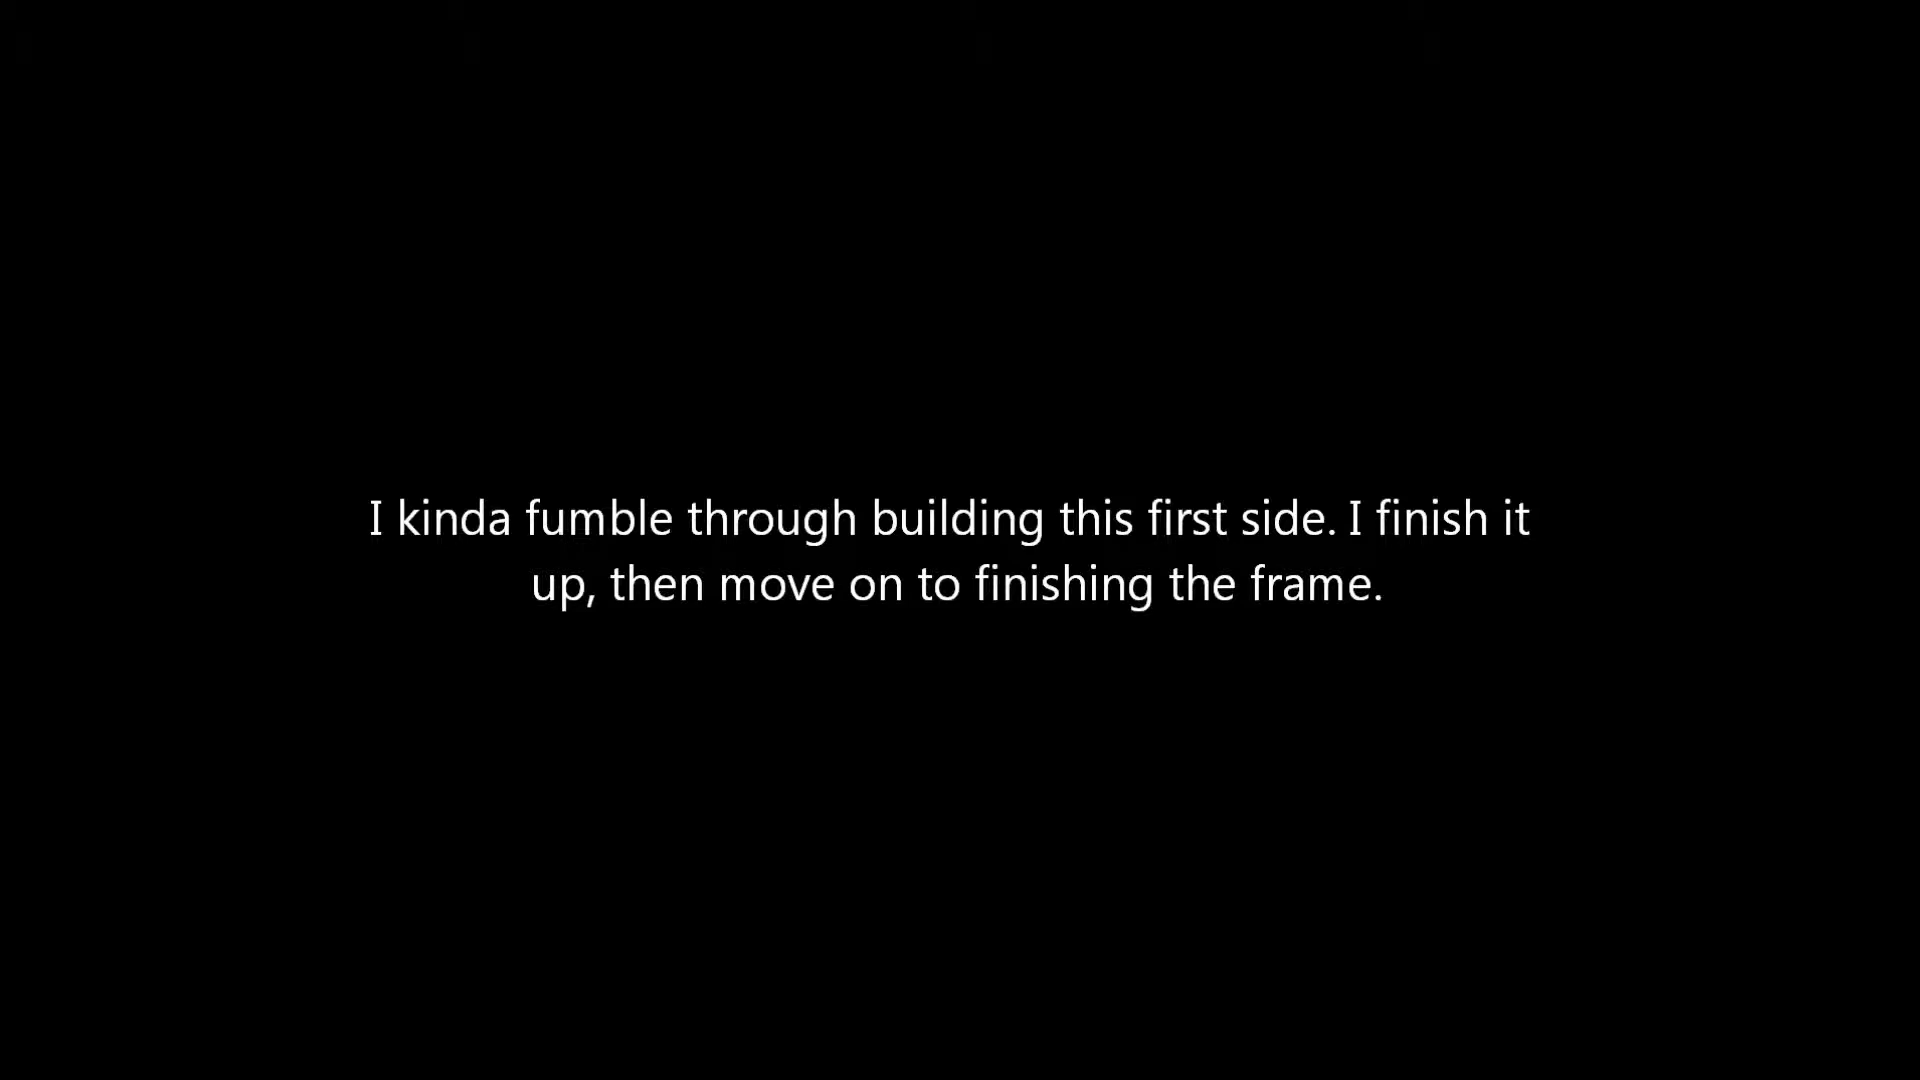 I kinda fumble through building this first side. I finish it
up, then move on to finishing the frame.